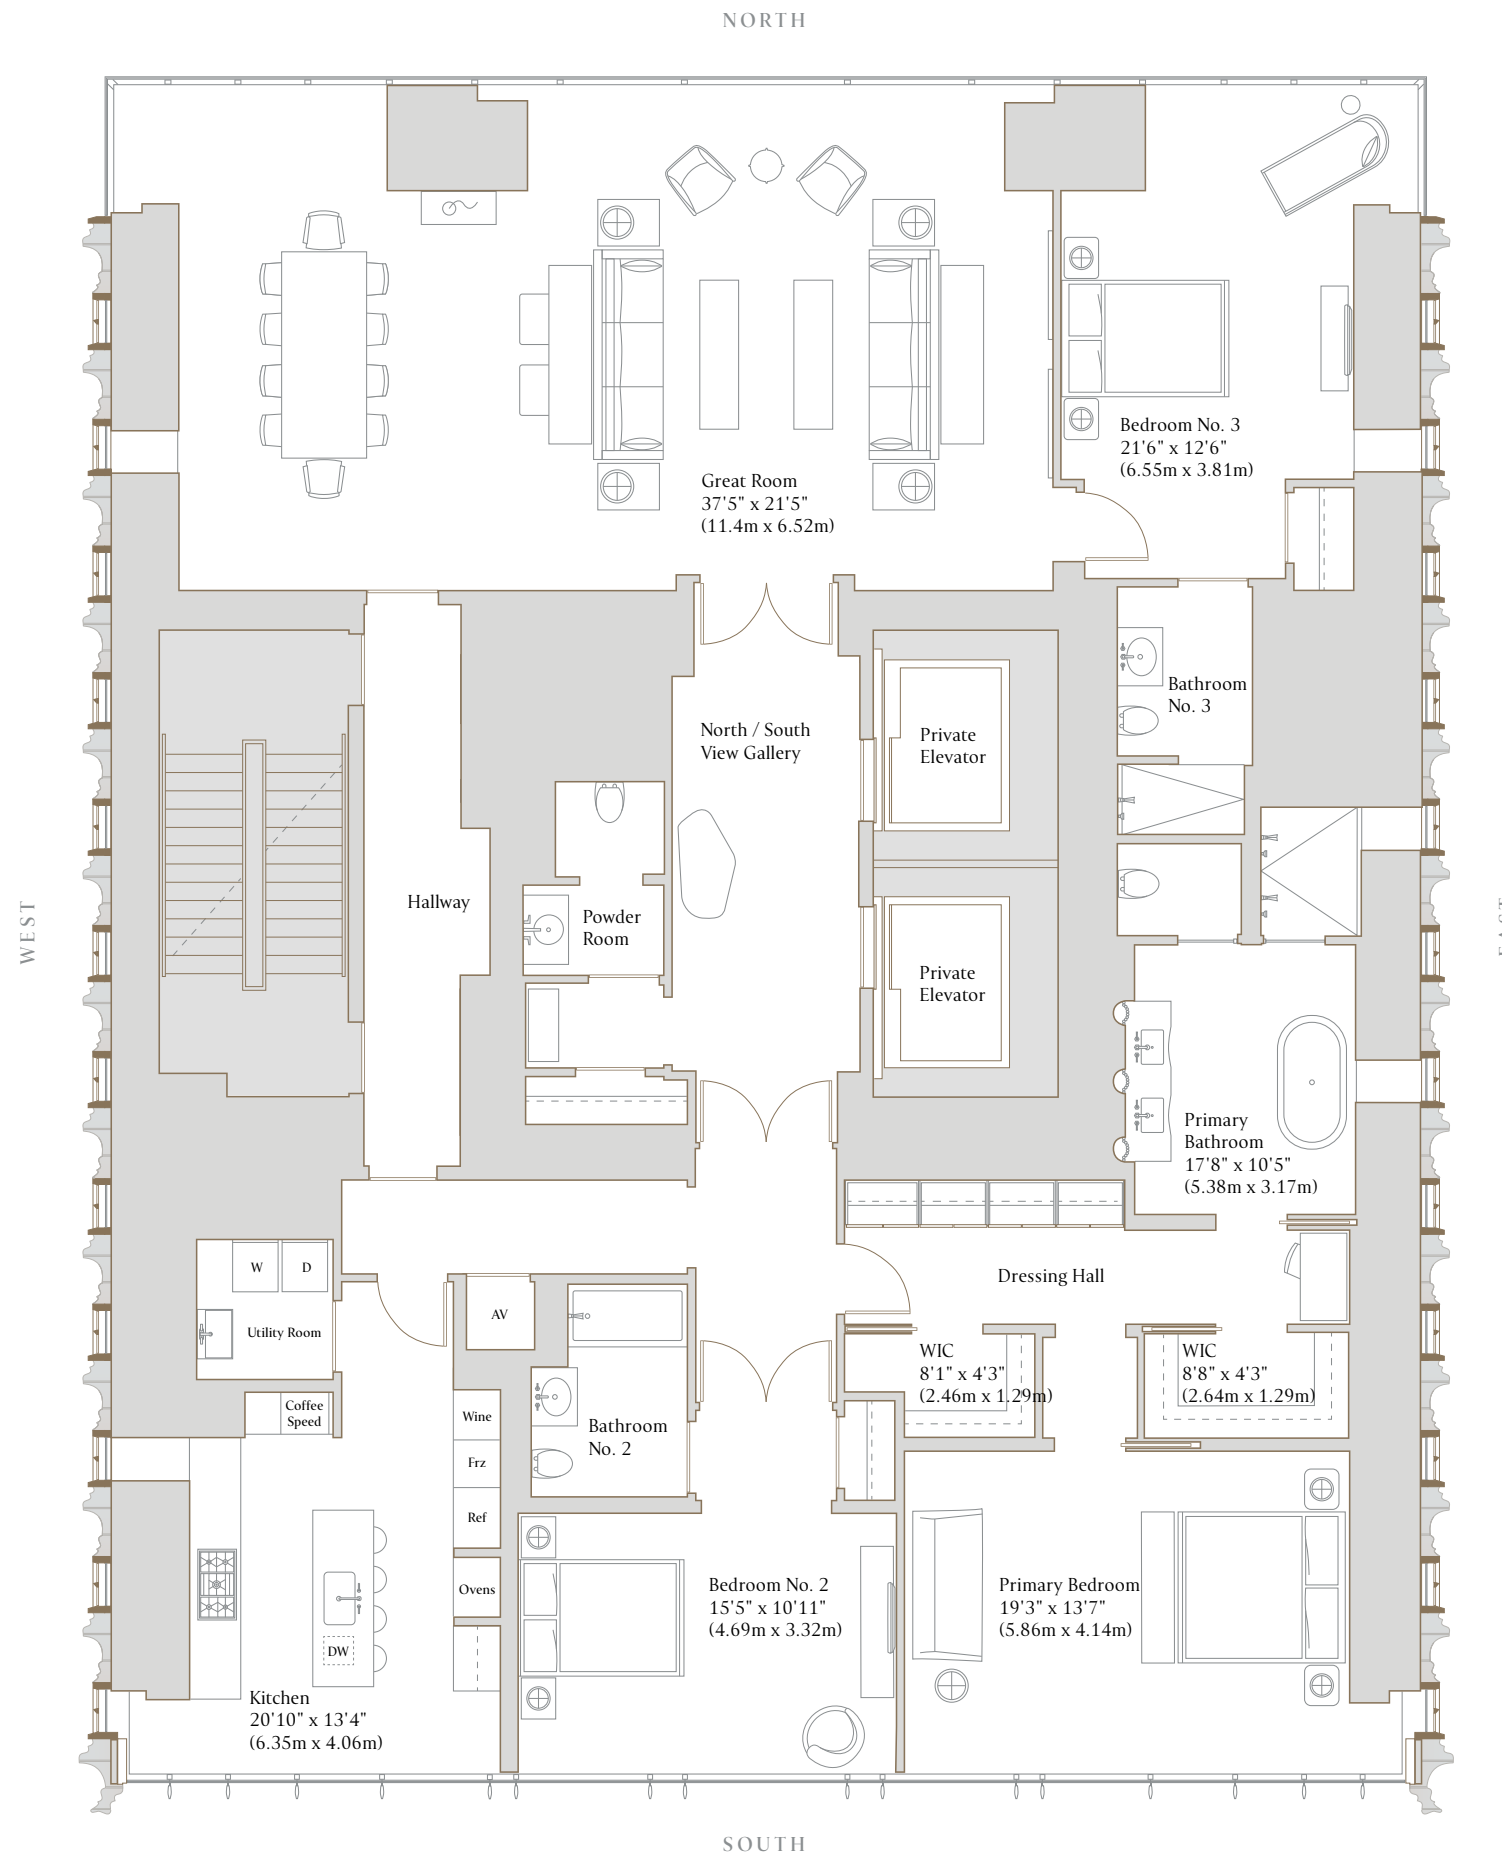 NORTH
Bedroom No. 3
21'6" x 12'6"
(6.55m x 3.81m)
Great Room
37'5" x 21'5"
(11.4m x 6.52m)
Bathroom
No. 3
North / South
View Gallery
Private
Elevator
Hallway
Powder
Room
WEST
Private
Elevator
Primary
Bathroom
17'8" x 10'5"
(5.38m x 3.17m)
W
D
Dressing Hall
AV
Utility Room
WIC
8'1" x 4'3"
(2.46m x 1.29m)
WIC
8'8" x 4'3"
(2.64m x 1.29m)
Coffee
Speed
Wine
Bathroom
No. 2
Frz
Ref
Ovens
Bedroom No. 2
15'5" x 10'11"
(4.69m x 3.32m)
Primary Bedroom
19'3" x 13'7"
(5.86m x 4.14m)
DW
Kitchen
20'10" x 13'4"
(6.35m x 4.06m)
SOUTH